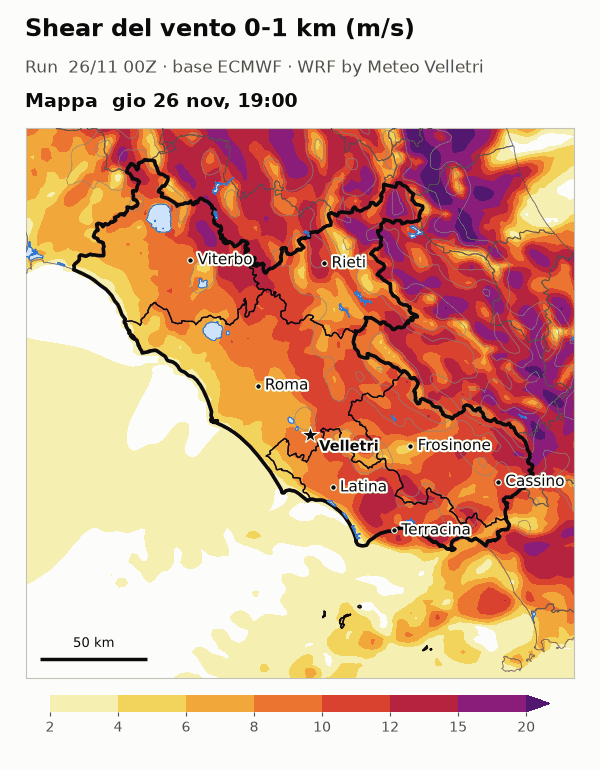 Shear del vento 0-1 km (m/s)
Run  26/11 00Z · base ECMWF · WRF by Meteo Velletri
Mappa  gio 26 nov, 19:00
Viterbo
Rieti
Roma
Velletri
Frosinone
Latina
Cassino
Terracina
50 km
2 4 6 8 10 12 15 20